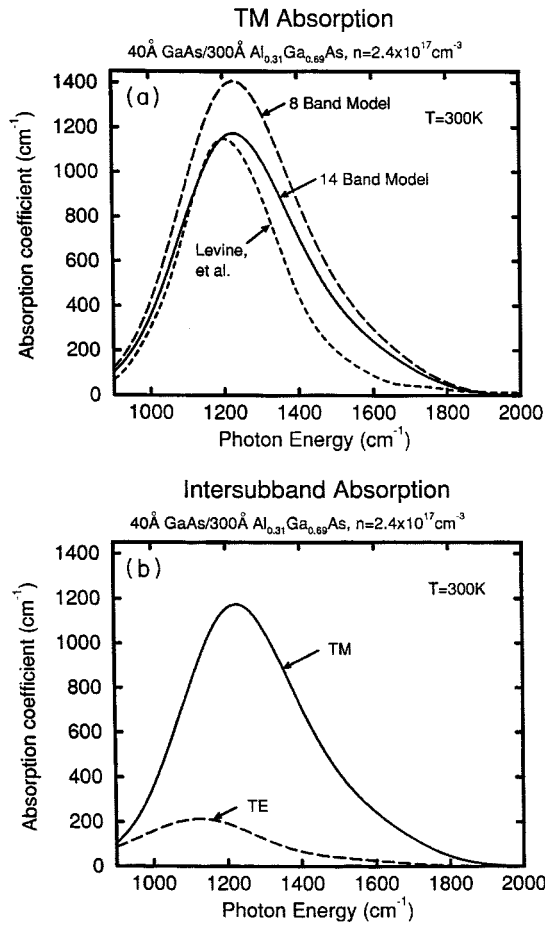 TM Absorption
40Å GaAs/300Å Al0.31Ga0.69As, n=2.4x10^17cm^-3
(a)
T=300K
8 Band Model
14 Band Model
Levine,
et al.
Absorption coefficient (cm^-1)
1400
1200
1000
800
600
400
200
0
1000 1200 1400 1600 1800 2000
Photon Energy (cm^-1)
Intersubband Absorption
40Å GaAs/300Å Al0.31Ga0.69As, n=2.4x10^17cm^-3
(b)
T=300K
TM
TE
Absorption coefficient (cm^-1)
1400
1200
1000
800
600
400
200
0
1000 1200 1400 1600 1800 2000
Photon Energy (cm^-1)